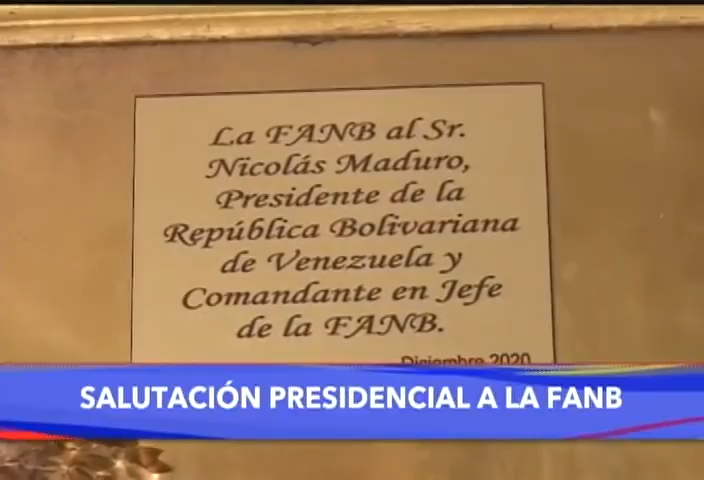 La FANB al Sr.
Nicolás Maduro,
Presidente de la
República Bolivariana
de Venezuela y
Comandante en Jefe
de la FANB.
Diciembre 2020
SALUTACIÓN PRESIDENCIAL A LA FANB